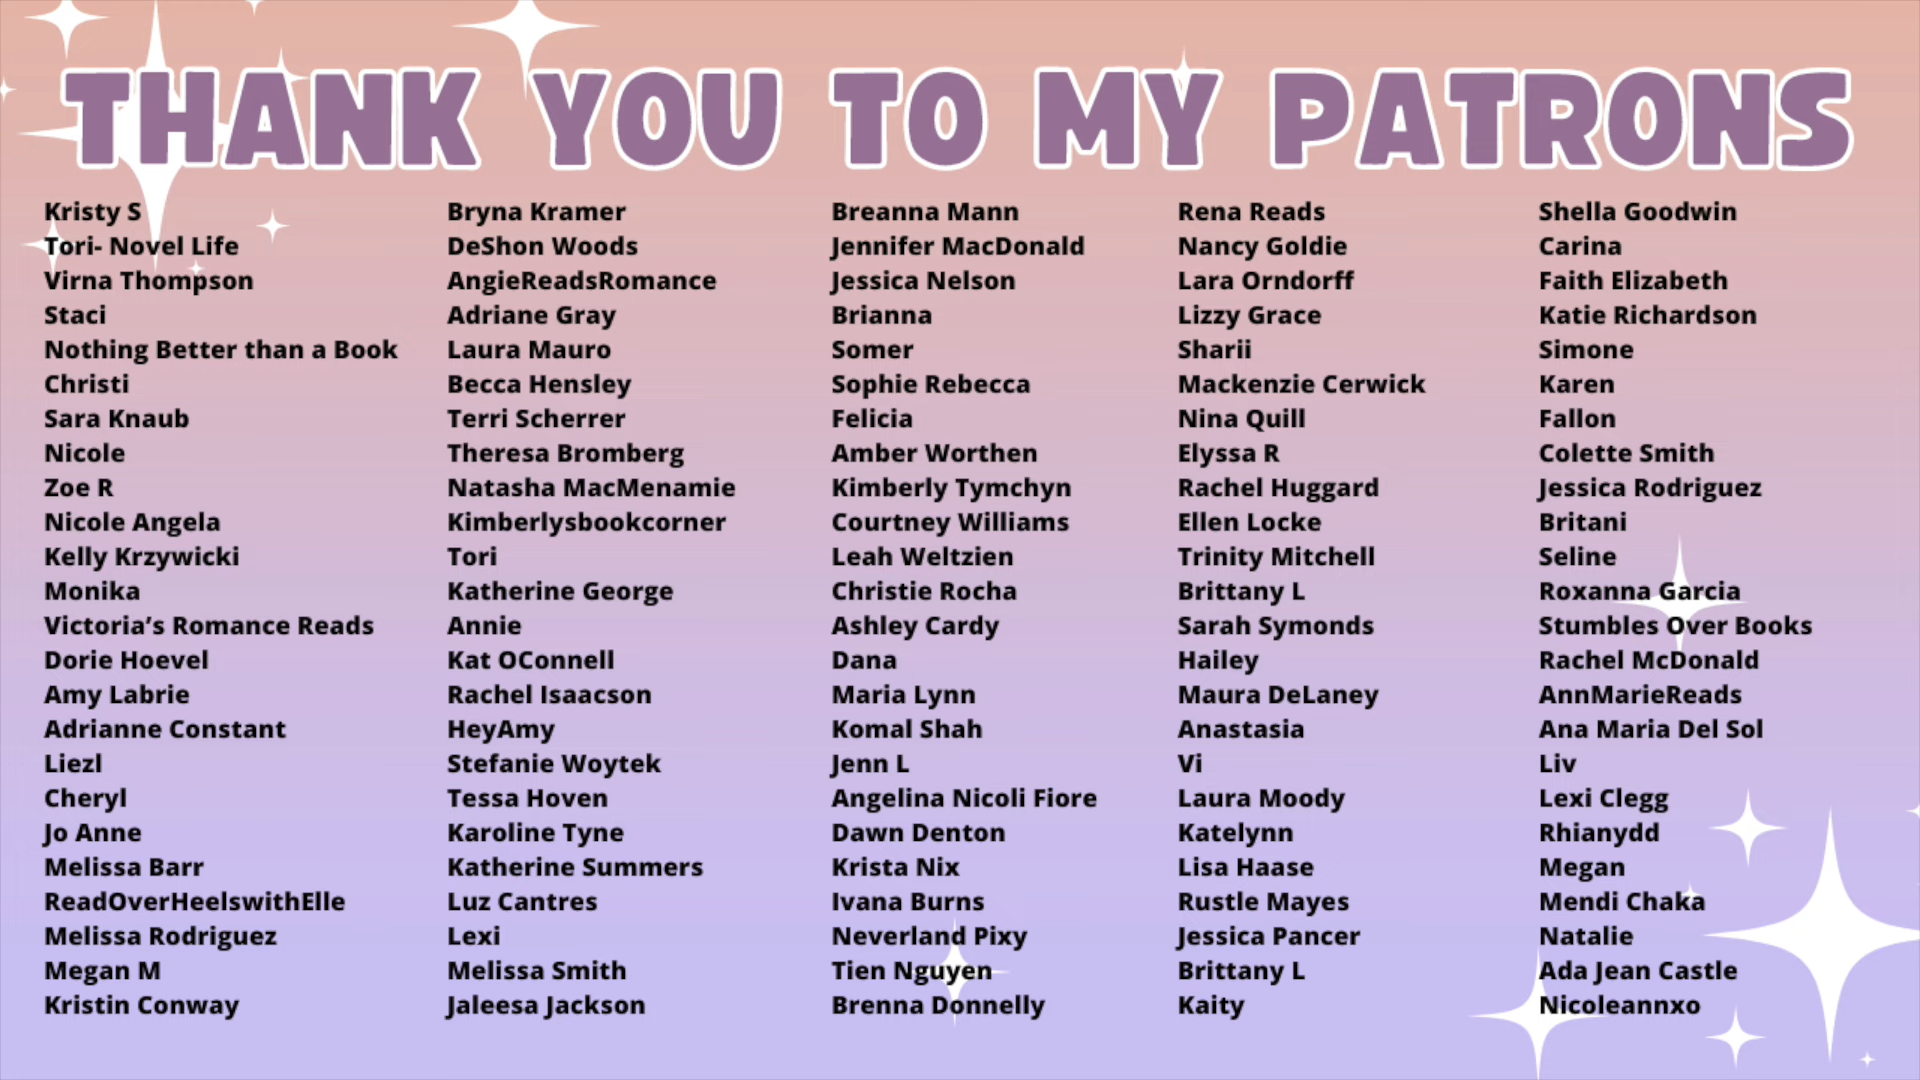 THANK YOU TO MY PATRONS
Kristy S
Tori- Novel Life
Virna Thompson
Staci
Nothing Better than a Book
Christi
Sara Knaub
Nicole
Zoe R
Nicole Angela
Kelly Krzywicki
Monika
Victoria’s Romance Reads
Dorie Hoevel
Amy Labrie
Adrianne Constant
Liezl
Cheryl
Jo Anne
Melissa Barr
ReadOverHeelswithElle
Melissa Rodriguez
Megan M
Kristin Conway
Bryna Kramer
DeShon Woods
AngieReadsRomance
Adriane Gray
Laura Mauro
Becca Hensley
Terri Scherrer
Theresa Bromberg
Natasha MacMenamie
Kimberlysbookcorner
Tori
Katherine George
Annie
Kat OConnell
Rachel Isaacson
HeyAmy
Stefanie Woytek
Tessa Hoven
Karoline Tyne
Katherine Summers
Luz Cantres
Lexi
Melissa Smith
Jaleesa Jackson
Breanna Mann
Jennifer MacDonald
Jessica Nelson
Brianna
Somer
Sophie Rebecca
Felicia
Amber Worthen
Kimberly Tymchyn
Courtney Williams
Leah Weltzien
Christie Rocha
Ashley Cardy
Dana
Maria Lynn
Komal Shah
Jenn L
Angelina Nicoli Fiore
Dawn Denton
Krista Nix
Ivana Burns
Neverland Pixy
Tien Nguyen
Brenna Donnelly
Rena Reads
Nancy Goldie
Lara Orndorff
Lizzy Grace
Sharii
Mackenzie Cerwick
Nina Quill
Elyssa R
Rachel Huggard
Ellen Locke
Trinity Mitchell
Brittany L
Sarah Symonds
Hailey
Maura DeLaney
Anastasia
Vi
Laura Moody
Katelynn
Lisa Haase
Rustle Mayes
Jessica Pancer
Brittany L
Kaity
Shella Goodwin
Carina
Faith Elizabeth
Katie Richardson
Simone
Karen
Fallon
Colette Smith
Jessica Rodriguez
Britani
Seline
Roxanna Garcia
Stumbles Over Books
Rachel McDonald
AnnMarieReads
Ana Maria Del Sol
Liv
Lexi Clegg
Rhianydd
Megan
Mendi Chaka
Natalie
Ada Jean Castle
Nicoleannxo